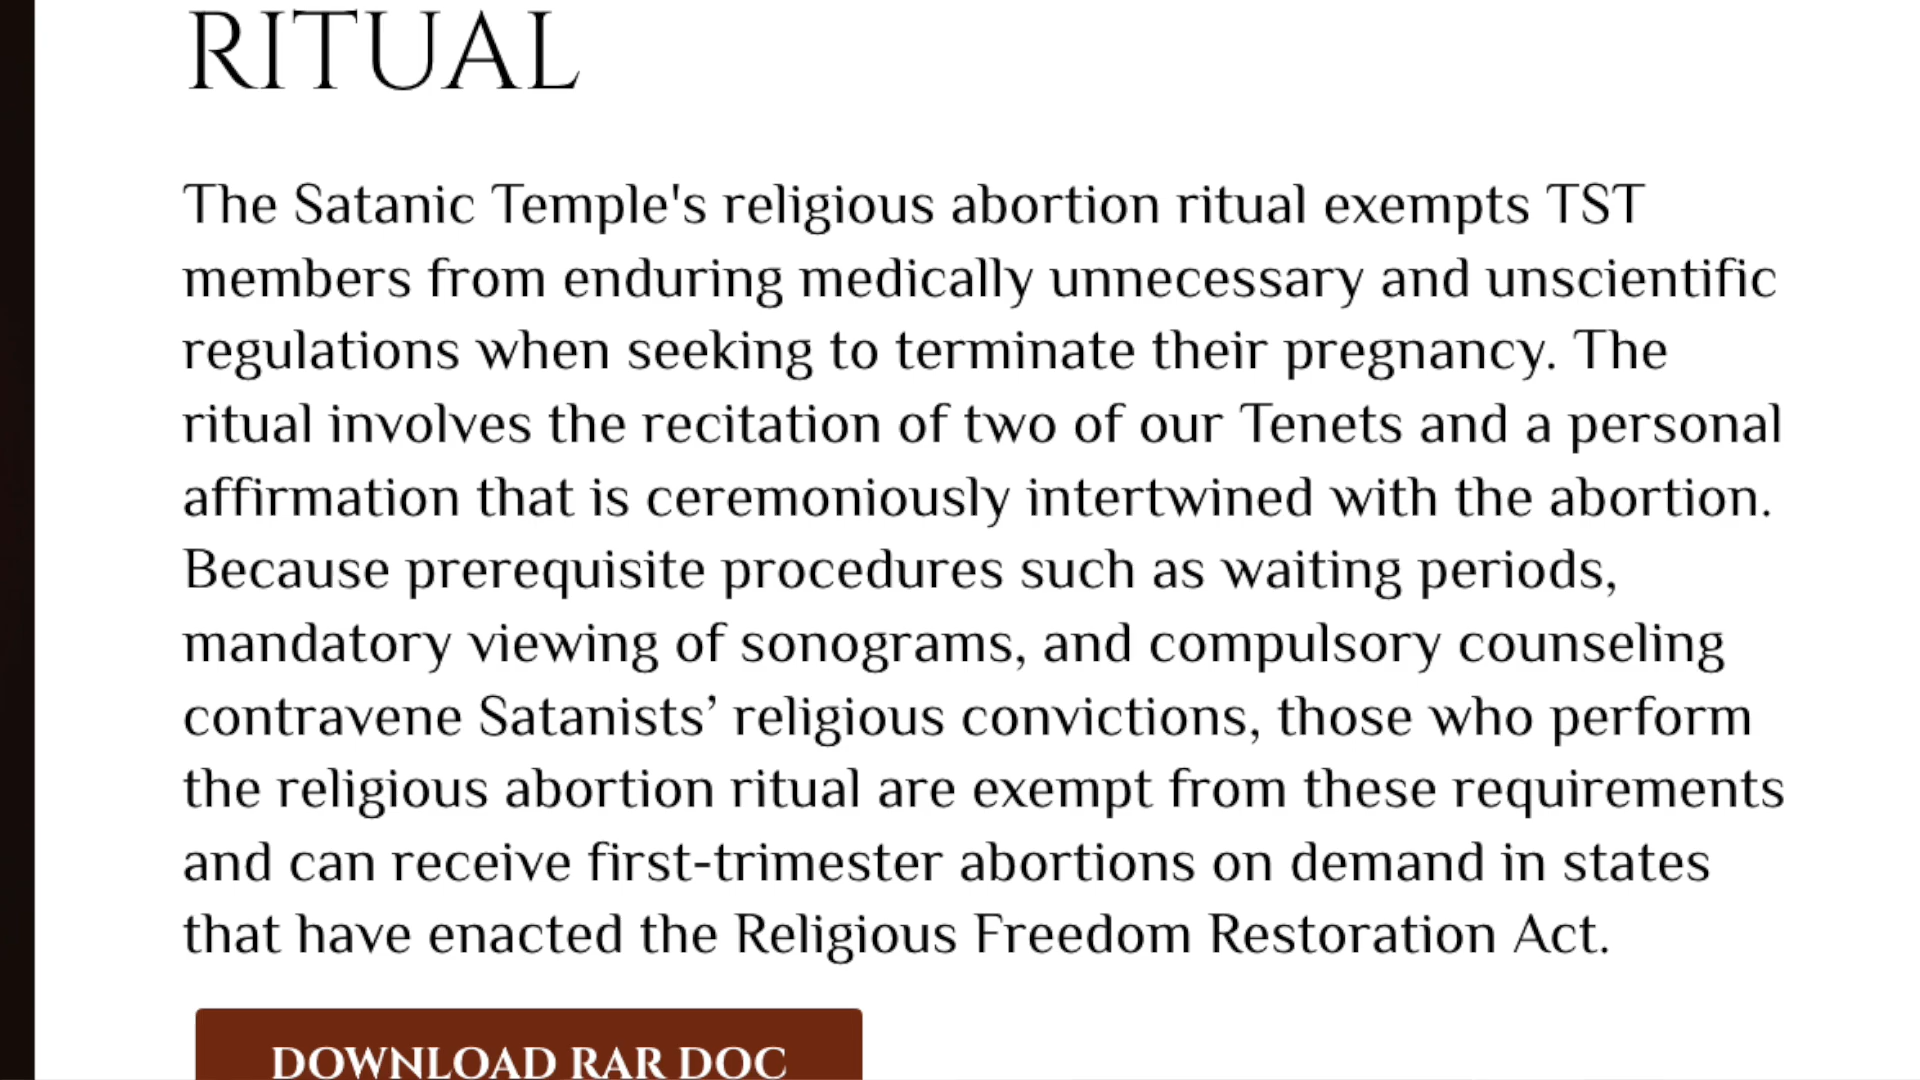 RITUAL
The Satanic Temple's religious abortion ritual exempts TST
members from enduring medically unnecessary and unscientific
regulations when seeking to terminate their pregnancy. The
ritual involves the recitation of two of our Tenets and a personal
affirmation that is ceremoniously intertwined with the abortion.
Because prerequisite procedures such as waiting periods,
mandatory viewing of sonograms, and compulsory counseling
contravene Satanists’ religious convictions, those who perform
the religious abortion ritual are exempt from these requirements
and can receive first-trimester abortions on demand in states
that have enacted the Religious Freedom Restoration Act.
DOWNLOAD RAR DOC